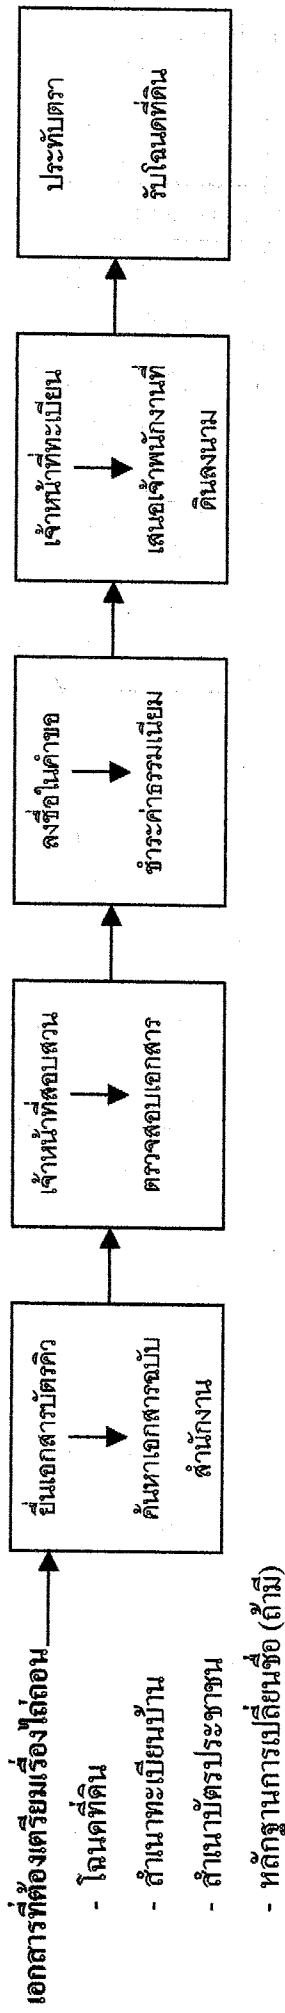 เอกสารที่ต้องเตรียมเรื่องไถ่ถอน
- โฉนดที่ดิน
- สำเนาทะเบียนบ้าน
- สำเนาบัตรประชาชน
- หลักฐานการเปลี่ยนชื่อ (ถ้ามี)
ยื่นเอกสารบัตรคิว
ค้นหาเอกสารฉบับ
สำนักงาน
เจ้าหน้าที่สอบสวน
ตรวจสอบเอกสาร
ลงชื่อในคำขอ
ชำระค่าธรรมเนียม
เจ้าหน้าที่ทะเบียน
เสนอเจ้าพนักงานที่
ดินลงนาม
ประทับตรา
รับโฉนดที่ดิน